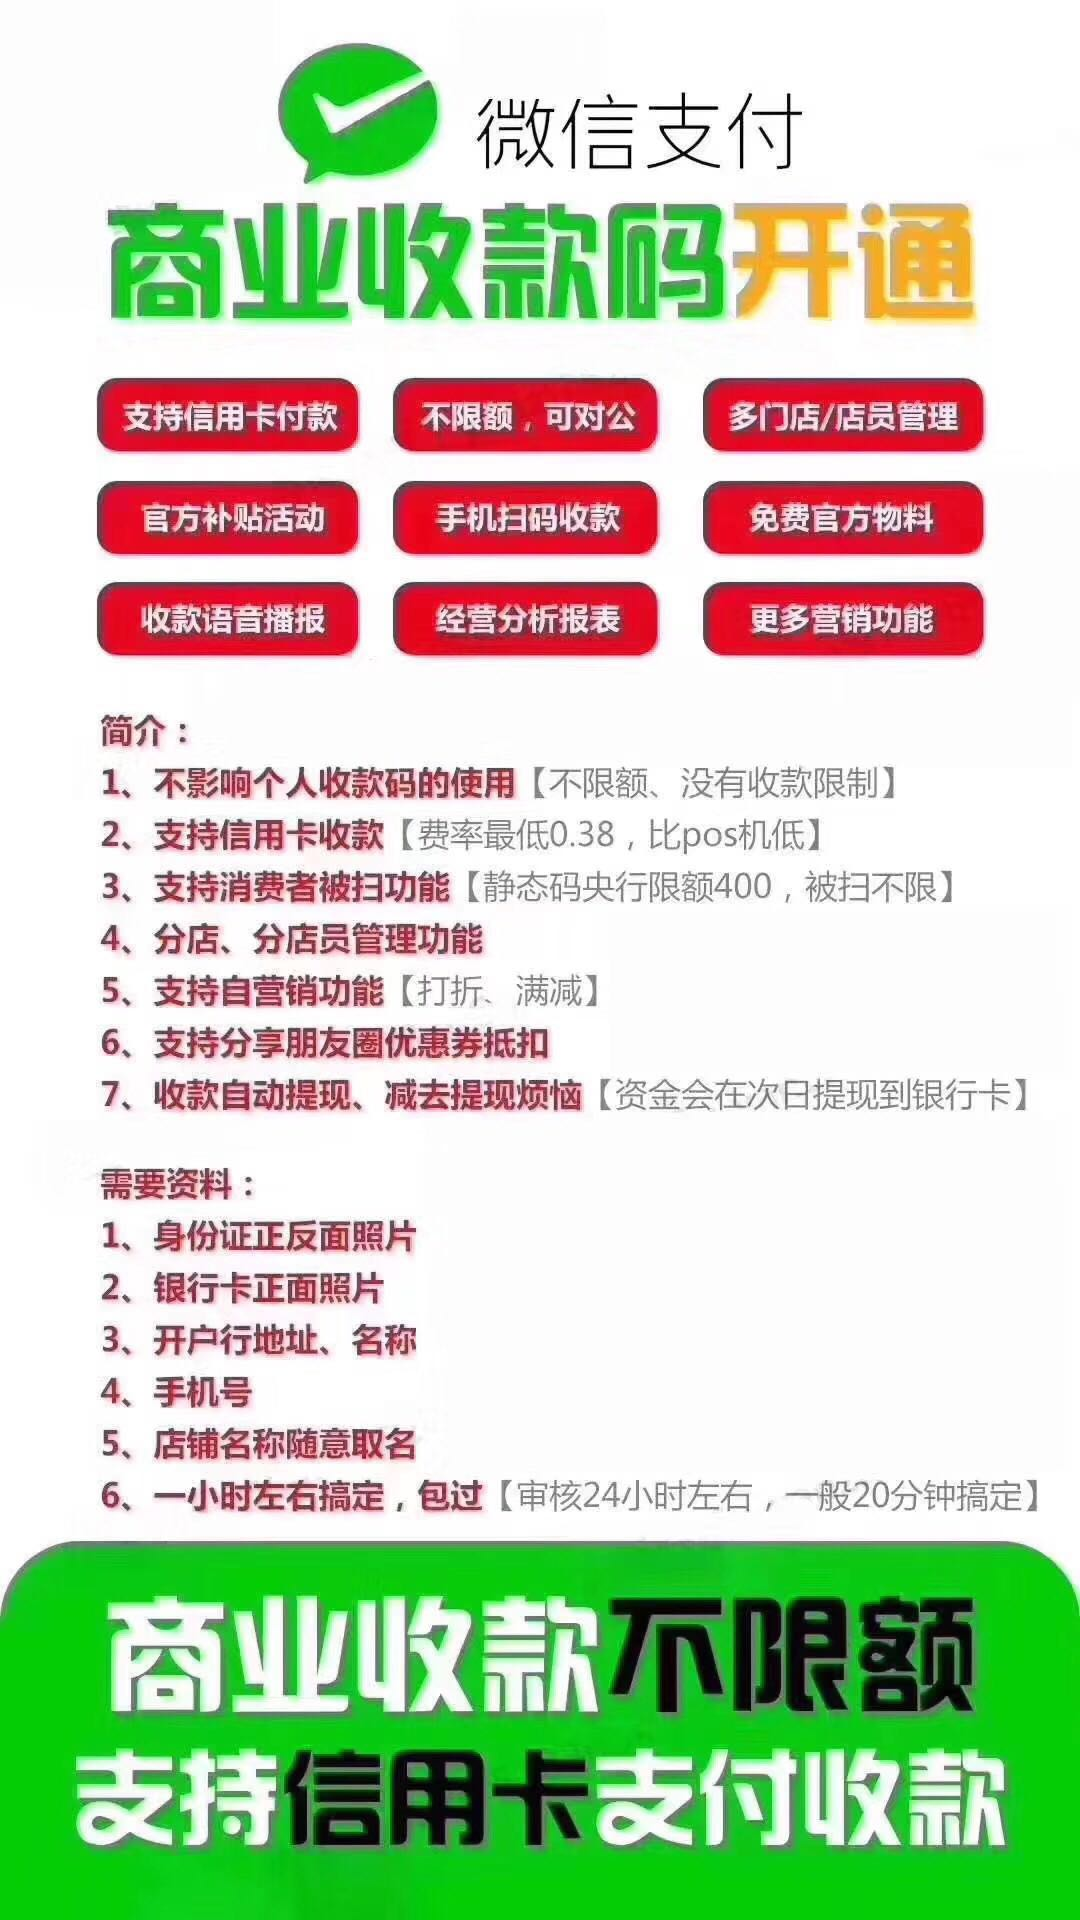 微信支付
商业收款码开通
支持信用卡付款 不限额，可对公 多门店/店员管理
官方补贴活动 手机扫码收款 免费官方物料
收款语音播报 经营分析报表 更多营销功能
简介：
1、不影响个人收款码的使用【不限额、没有收款限制】
2、支持信用卡收款【费率最低0.38，比pos机低】
3、支持消费者被扫功能【静态码央行限额400，被扫不限】
4、分店、分店员管理功能
5、支持自营销功能【打折、满减】
6、支持分享朋友圈优惠券抵扣
7、收款自动提现、减去提现烦恼【资金会在次日提现到银行卡】
需要资料：
1、身份证正反面照片
2、银行卡正面照片
3、开户行地址、名称
4、手机号
5、店铺名称随意取名
6、一小时左右搞定，包过【审核24小时左右，一般20分钟搞定】
商业收款不限额
支持信用卡支付收款